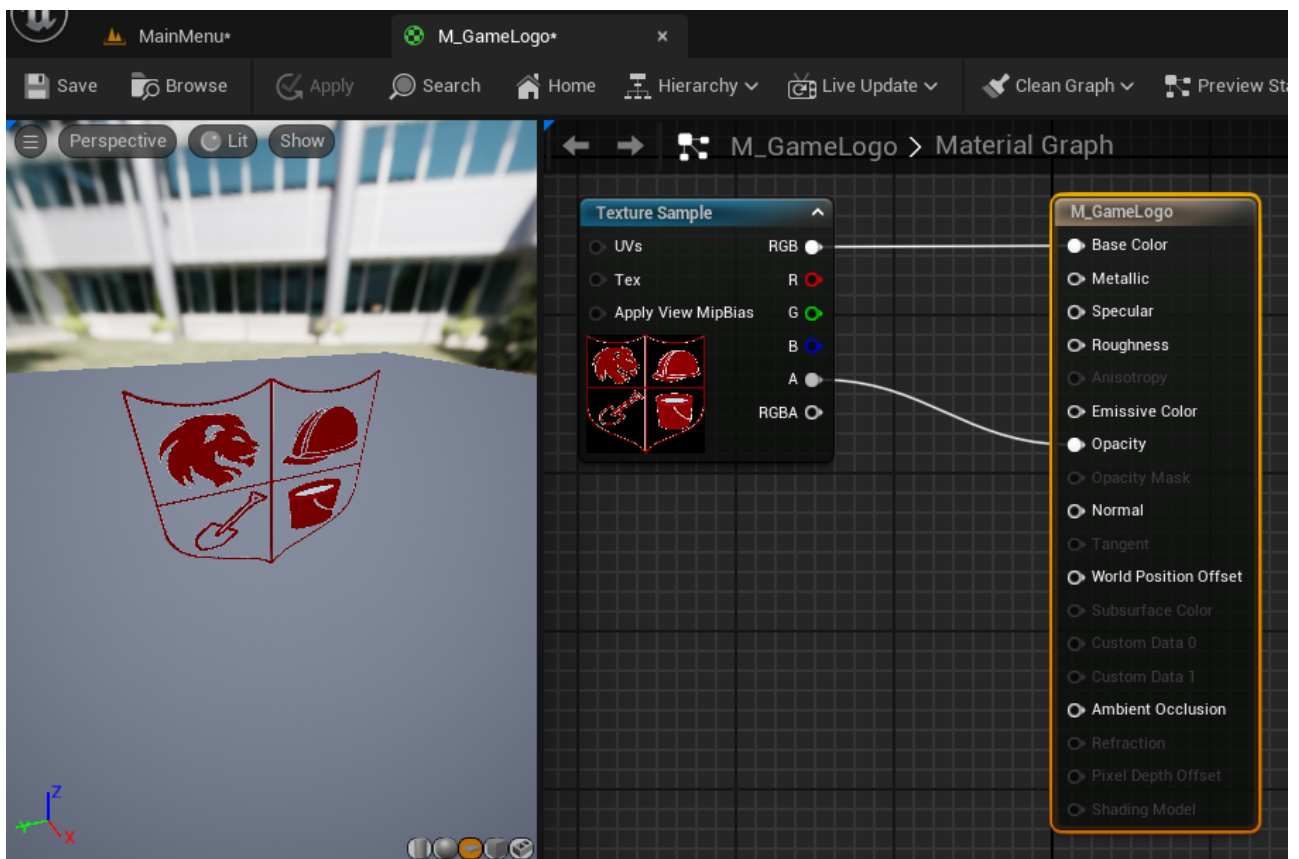 MainMenu*
M_GameLogo*
Save
Browse
Apply
Search
Home
Hierarchy
Live Update
Clean Graph
Preview Sta
Perspective
Lit
Show
M_GameLogo > Material Graph
Texture Sample
UVs
RGB
Tex
R
Apply View MipBias
G
B
A
RGBA
M_GameLogo
Base Color
Metallic
Specular
Roughness
Anisotropy
Emissive Color
Opacity
Opacity Mask
Normal
Tangent
World Position Offset
Subsurface Color
Custom Data 0
Custom Data 1
Ambient Occlusion
Refraction
Pixel Depth Offset
Shading Model
Z
Y
X